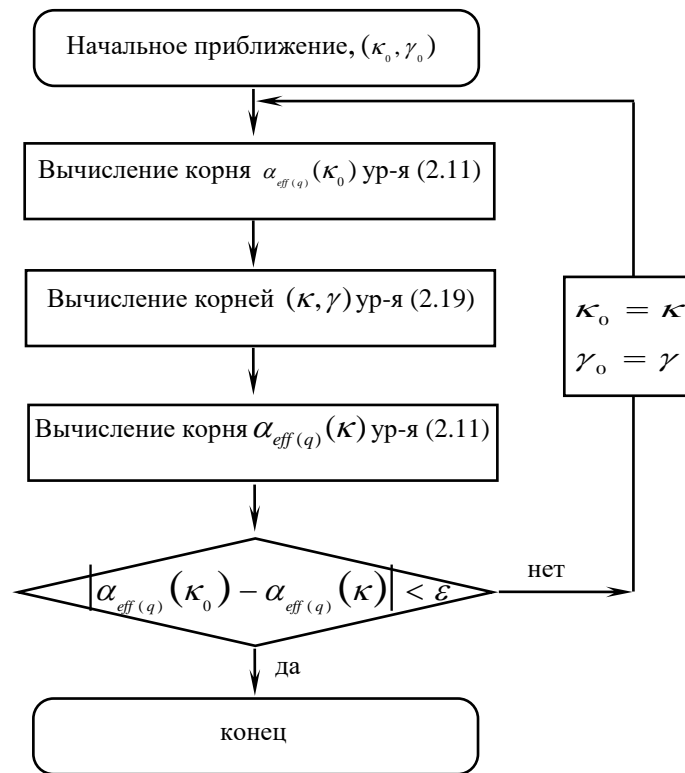 Начальное приближение, (κ₀, γ₀)
Вычисление корня α_eff(q)(κ₀) ур-я (2.11)
Вычисление корней (κ, γ) ур-я (2.19)
Вычисление корня α_eff(q)(κ) ур-я (2.11)
|α_eff(q)(κ₀) − α_eff(q)(κ)| < ε
нет
κ₀ = κ
γ₀ = γ
да
конец